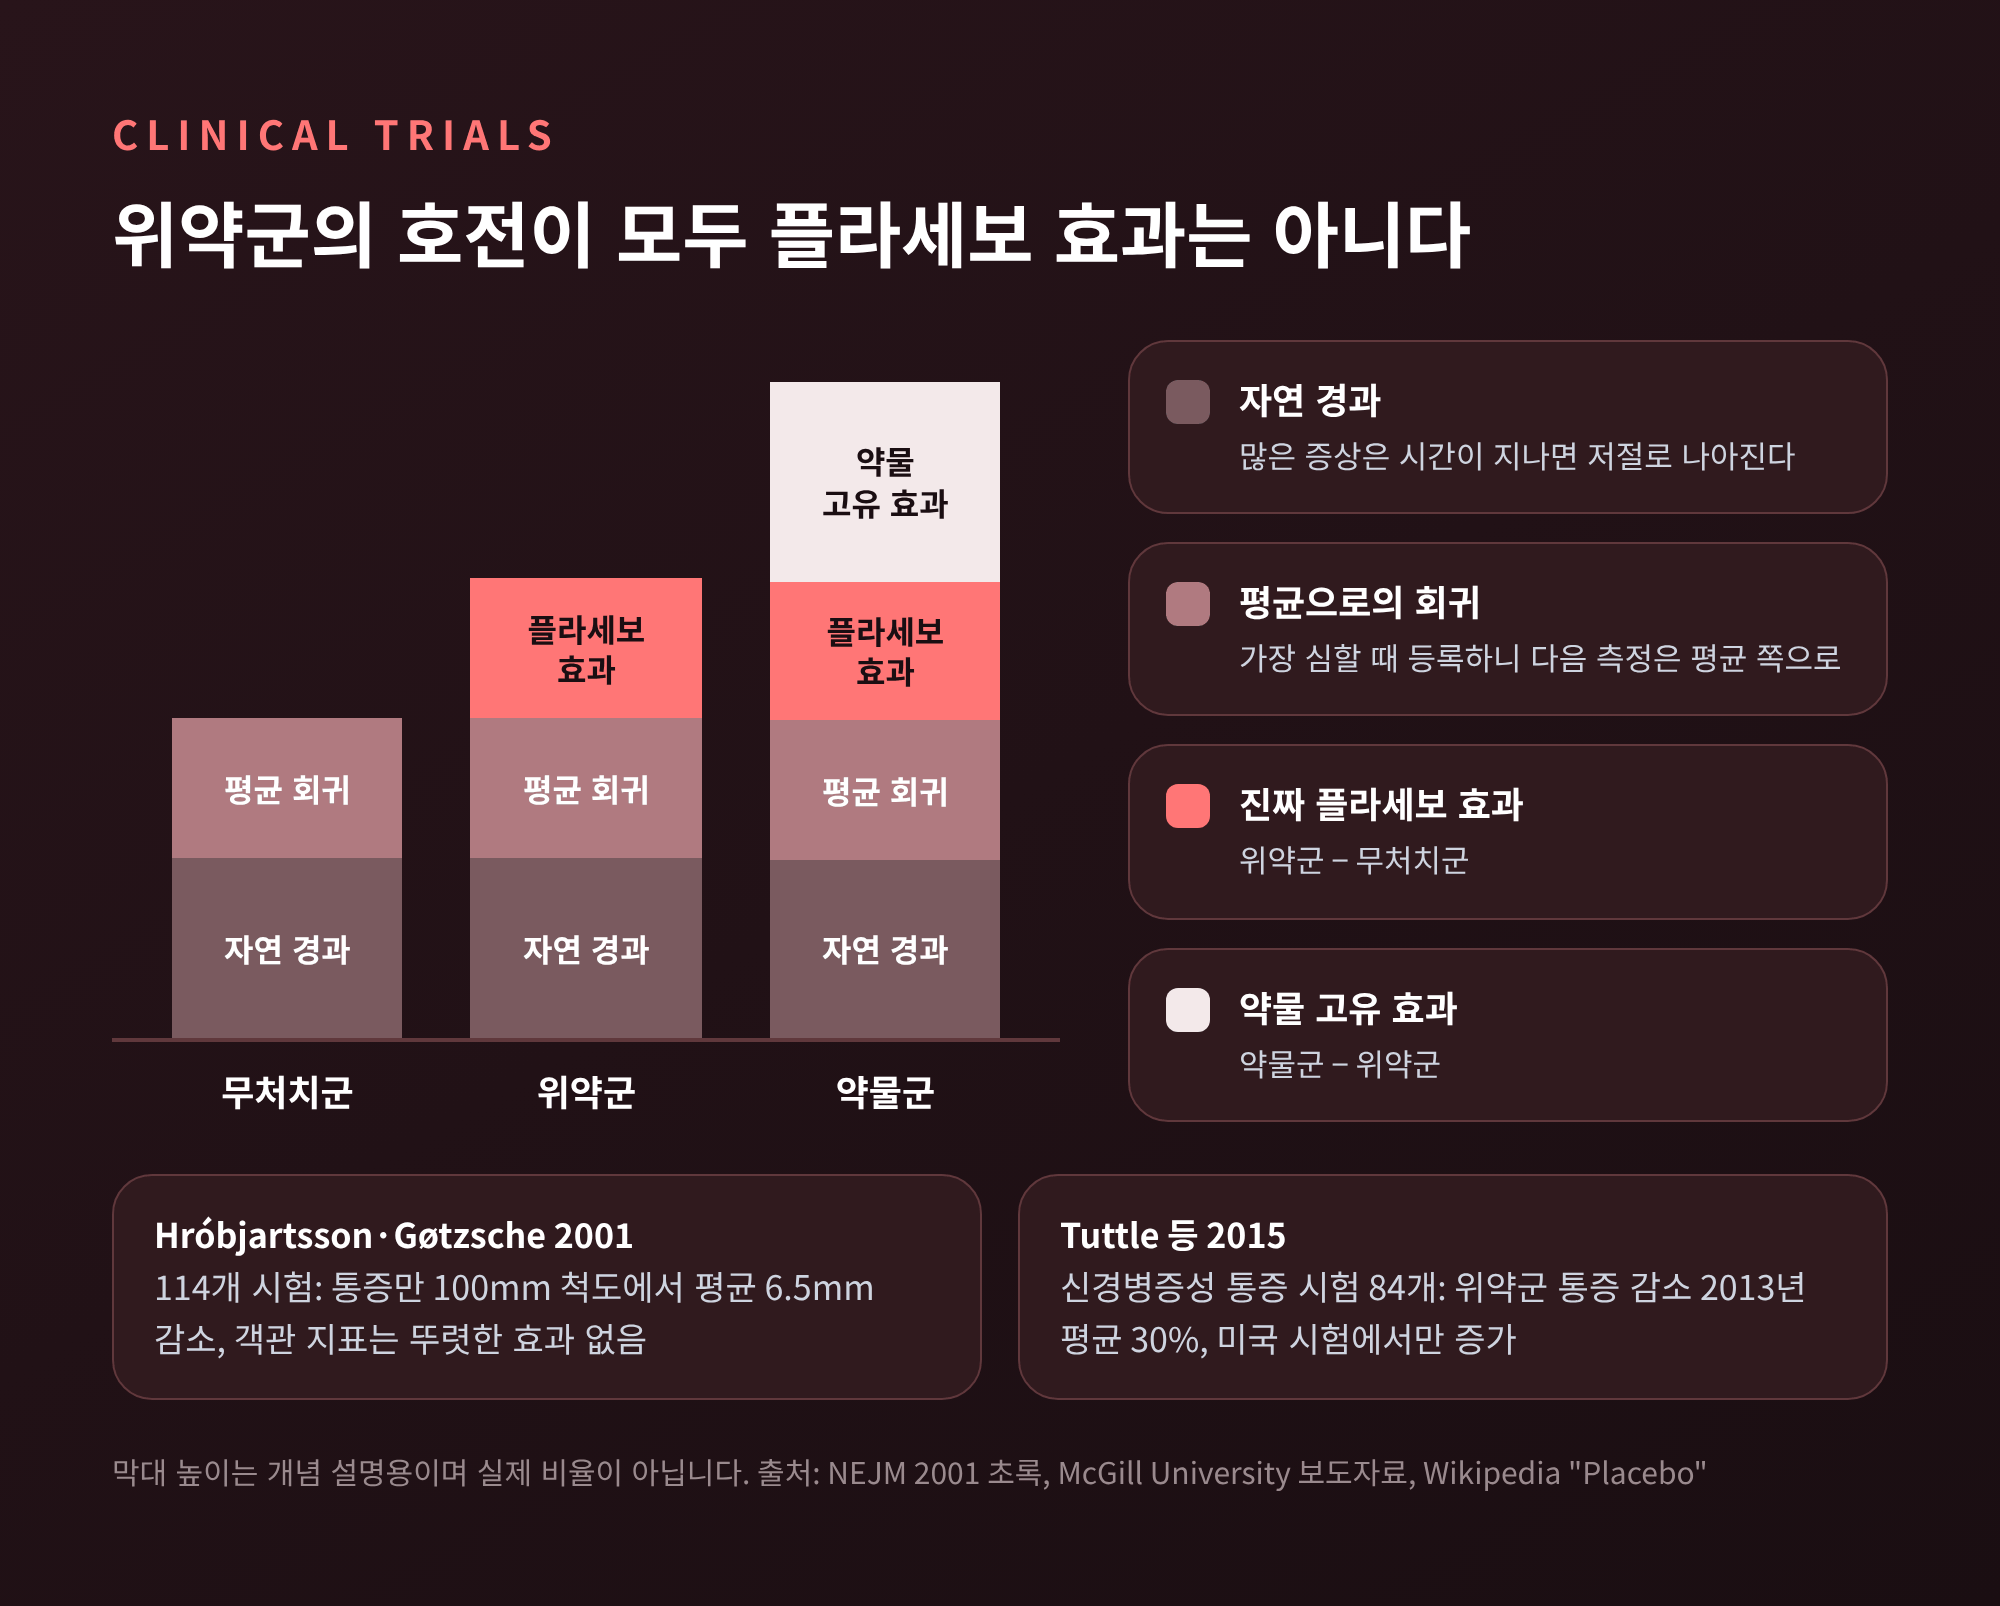 CLINICAL TRIALS
위약군의 호전이 모두 플라세보 효과는 아니다
평균 회귀
자연 경과
무처치군
플라세보
효과
평균 회귀
자연 경과
위약군
약물
고유 효과
플라세보
효과
평균 회귀
자연 경과
약물군
자연 경과
많은 증상은 시간이 지나면 저절로 나아진다
평균으로의 회귀
가장 심할 때 등록하니 다음 측정은 평균 쪽으로
진짜 플라세보 효과
위약군 − 무처치군
약물 고유 효과
약물군 − 위약군
Hróbjartsson·Gøtzsche 2001
114개 시험: 통증만 100mm 척도에서 평균 6.5mm
감소, 객관 지표는 뚜렷한 효과 없음
Tuttle 등 2015
신경병증성 통증 시험 84개: 위약군 통증 감소 2013년
평균 30%, 미국 시험에서만 증가
막대 높이는 개념 설명용이며 실제 비율이 아닙니다. 출처: NEJM 2001 초록, McGill University 보도자료, Wikipedia "Placebo"